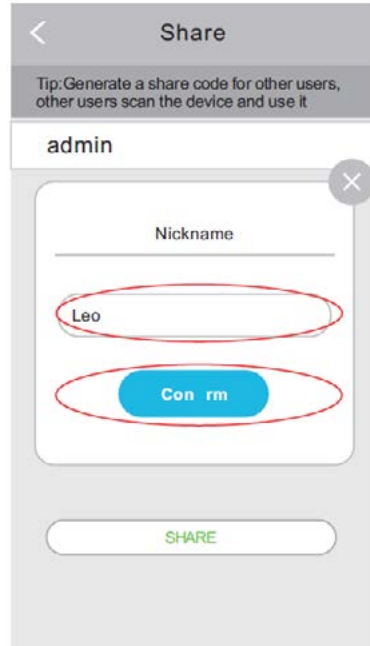 Share
Tip:Generate a share code for other users,
other users scan the device and use it
admin
Nickname
Leo
Con rm
SHARE